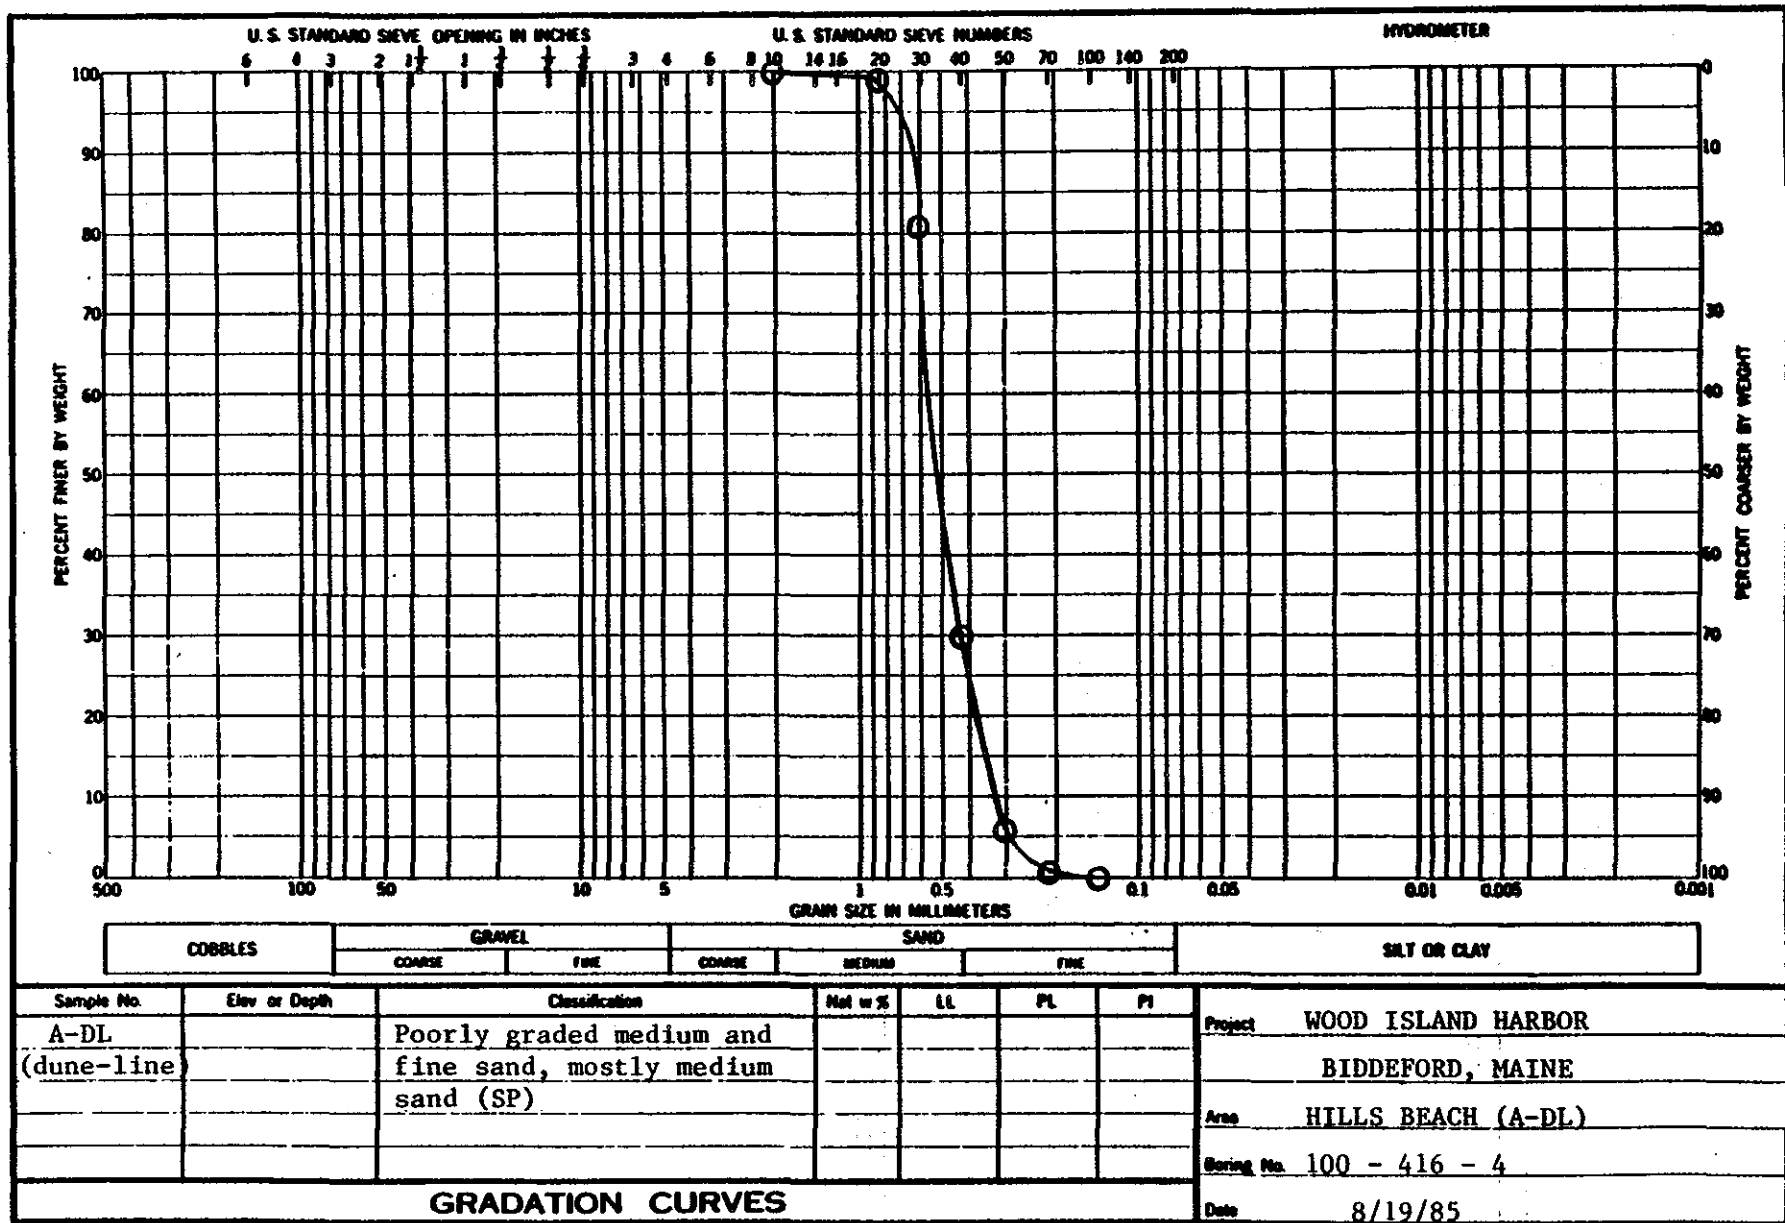 U. S. STANDARD SIEVE OPENING IN INCHES U. S. STANDARD SIEVE NUMBERS HYDROMETER
6 4 3 2 1½ 1 ¾ ½ ⅜ 3 4 6 8 10 14 16 20 30 40 50 70 100 140 200
100 0
90 10
80 20
70 30
60 40
50 50
40 60
30 70
20 80
10 90
0 100
PERCENT FINER BY WEIGHT
PERCENT COARSER BY WEIGHT
500 100 50 10 5 1 0.5 0.1 0.05 0.01 0.005 0.001
GRAIN SIZE IN MILLIMETERS
COBBLES GRAVEL SAND SILT OR CLAY
COARSE FINE COARSE MEDIUM FINE
Sample No. Elev or Depth Classification Nat w % LL PL PI
A-DL Poorly graded medium and
(dune-line) fine sand, mostly medium
sand (SP)
Project WOOD ISLAND HARBOR
BIDDEFORD, MAINE
Area HILLS BEACH (A-DL)
Boring No. 100 - 416 - 4
Date 8/19/85
GRADATION CURVES